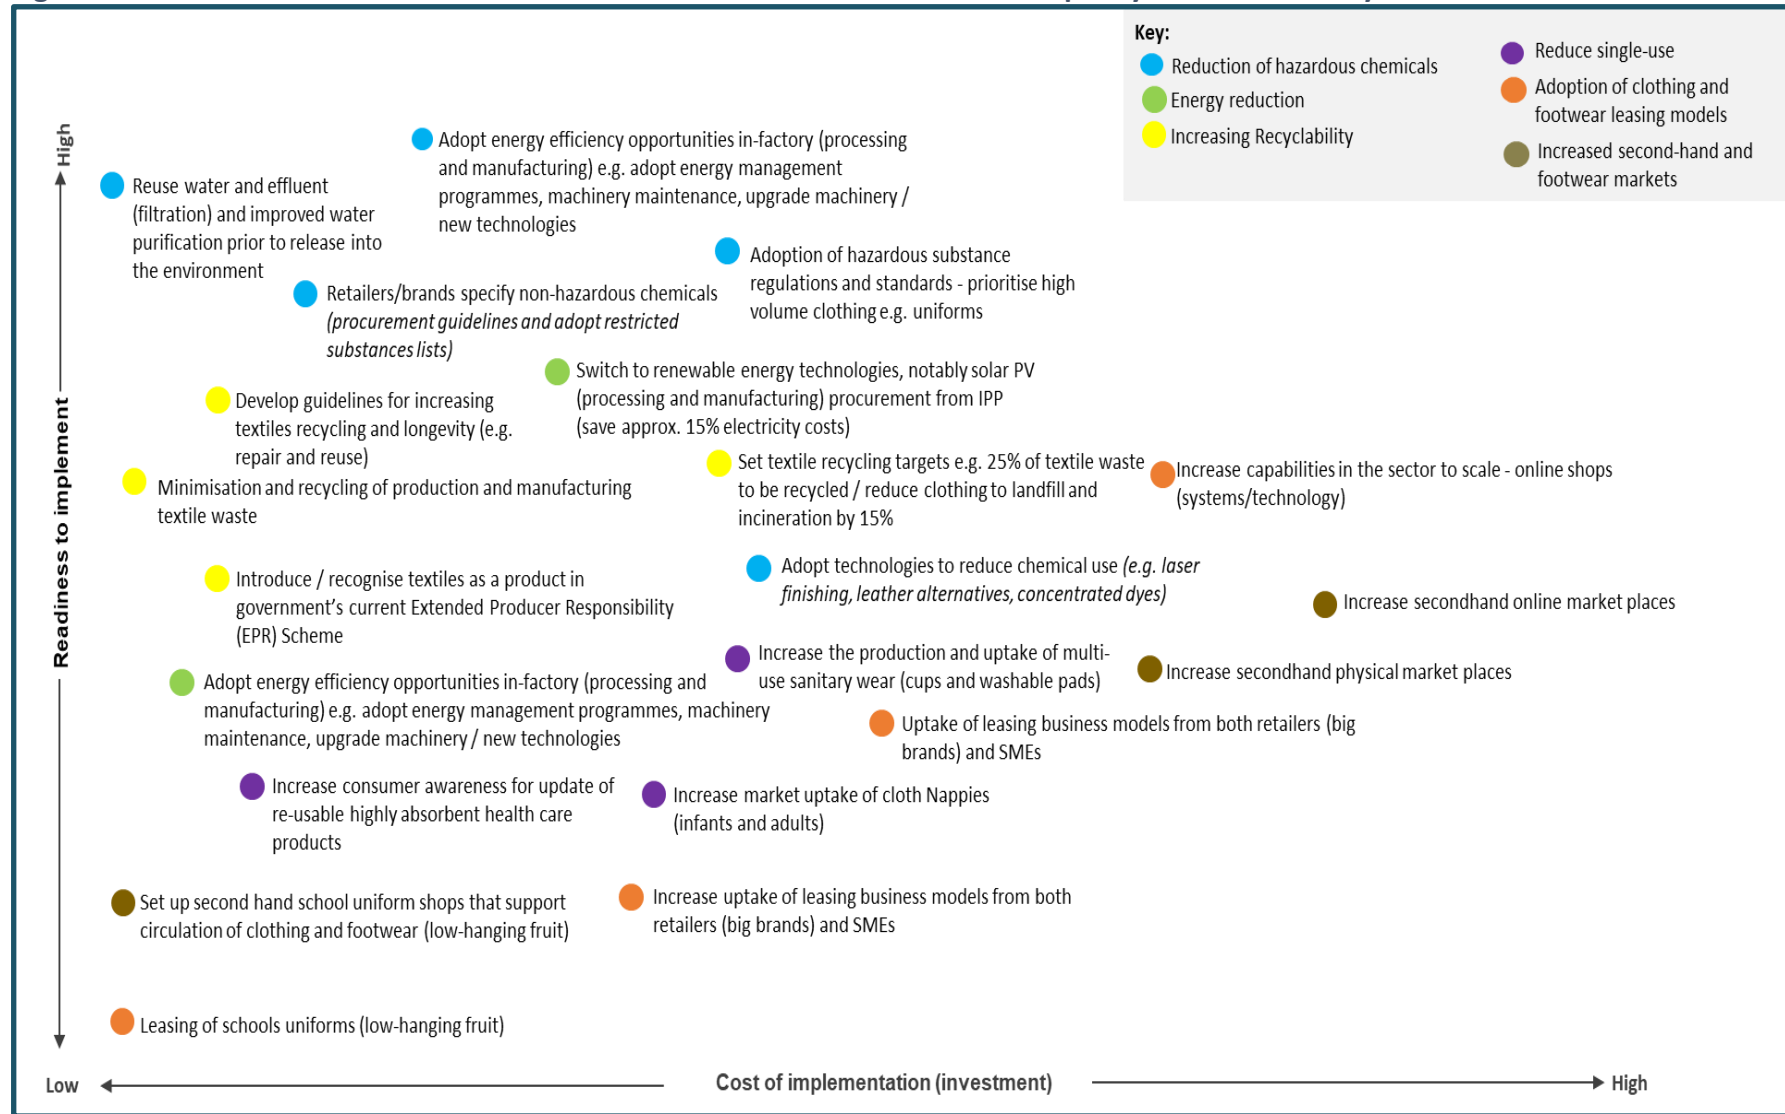 Key:
Reduction of hazardous chemicals
Energy reduction
Increasing Recyclability
Reduce single-use
Adoption of clothing and
footwear leasing models
Increased second-hand and
footwear markets
High
Readiness to implement
Adopt energy efficiency opportunities in-factory (processing
and manufacturing) e.g. adopt energy management
programmes, machinery maintenance, upgrade machinery /
new technologies
Reuse water and effluent
(filtration) and improved water
purification prior to release into
the environment
Adoption of hazardous substance
regulations and standards - prioritise high
volume clothing e.g. uniforms
Retailers/brands specify non-hazardous chemicals
(procurement guidelines and adopt restricted
substances lists)
Switch to renewable energy technologies, notably solar PV
(processing and manufacturing) procurement from IPP
(save approx. 15% electricity costs)
Develop guidelines for increasing
textiles recycling and longevity (e.g.
repair and reuse)
Set textile recycling targets e.g. 25% of textile waste
to be recycled / reduce clothing to landfill and
incineration by 15%
Increase capabilities in the sector to scale - online shops
(systems/technology)
Minimisation and recycling of production and manufacturing
textile waste
Adopt technologies to reduce chemical use (e.g. laser
finishing, leather alternatives, concentrated dyes)
Introduce / recognise textiles as a product in
government's current Extended Producer Responsibility
(EPR) Scheme
Increase secondhand online market places
Increase the production and uptake of multi-
use sanitary wear (cups and washable pads)
Increase secondhand physical market places
Adopt energy efficiency opportunities in-factory (processing and
manufacturing) e.g. adopt energy management programmes, machinery
maintenance, upgrade machinery / new technologies
Uptake of leasing business models from both retailers (big
brands) and SMEs
Increase consumer awareness for update of
re-usable highly absorbent health care
products
Increase market uptake of cloth Nappies
(infants and adults)
Set up second hand school uniform shops that support
circulation of clothing and footwear (low-hanging fruit)
Increase uptake of leasing business models from both
retailers (big brands) and SMEs
Leasing of schools uniforms (low-hanging fruit)
Low
Cost of implementation (investment)
High